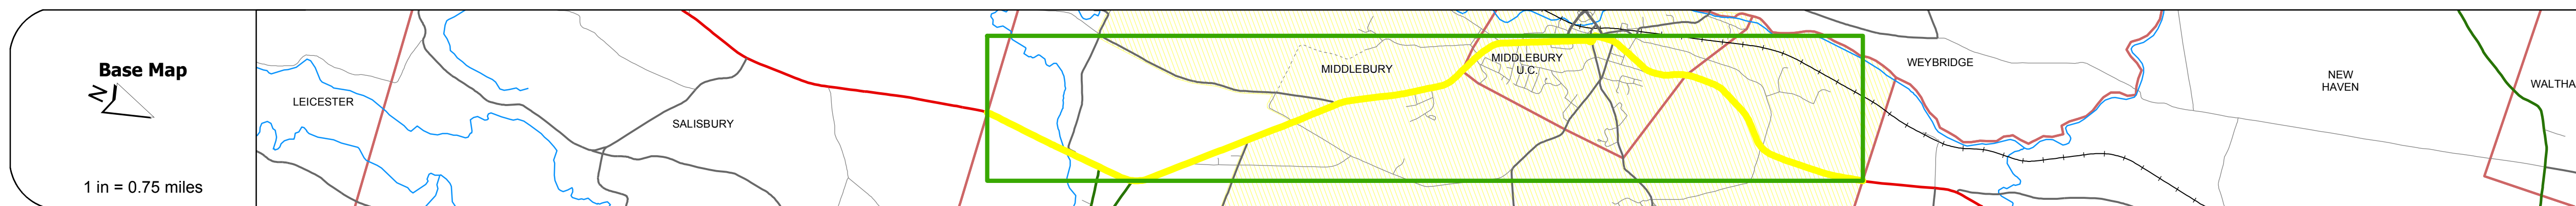 Base Map
N
1 in = 0.75 miles
LEICESTER
SALISBURY
MIDDLEBURY
MIDDLEBURY
U.C.
WEYBRIDGE
NEW
HAVEN
WALTHA